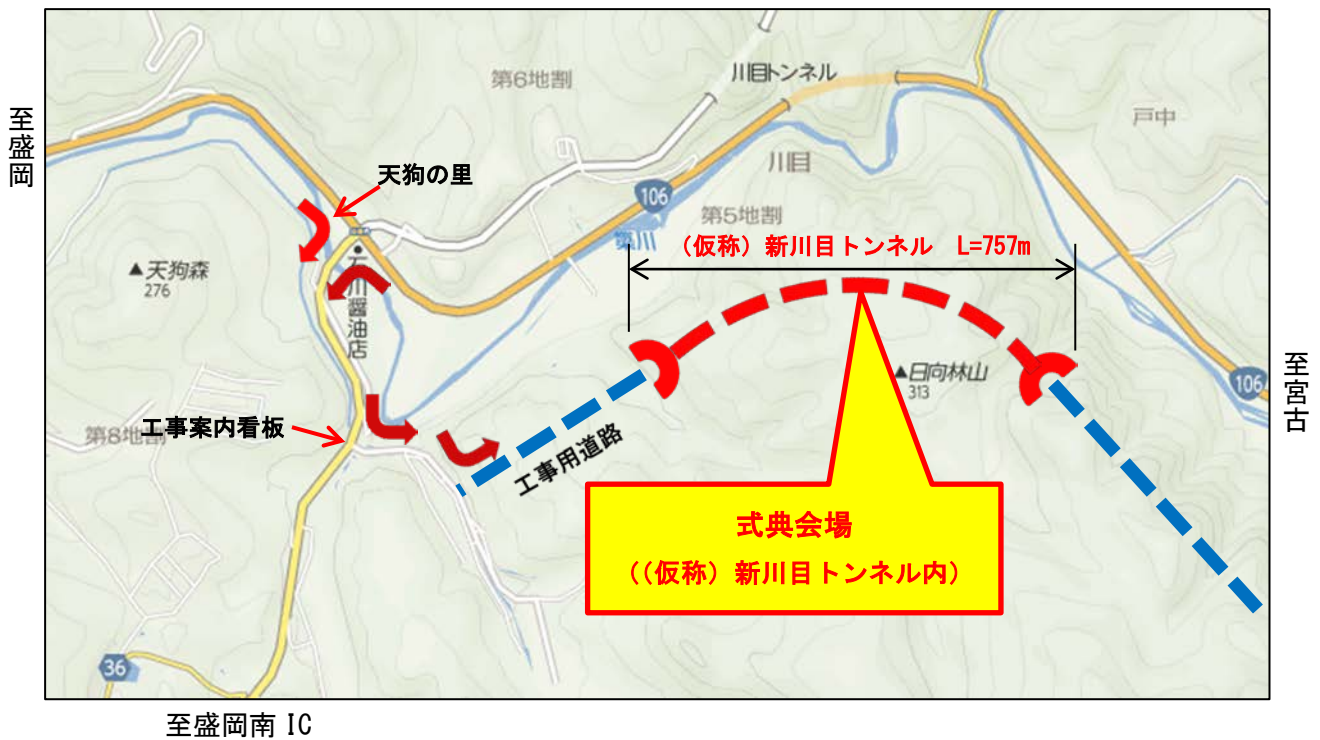 至盛岡
第6地割
川目トンネル
戸中
天狗の里
川目
106
第5地割
簗川
(仮称) 新川目トンネル L=757m
▲天狗森
276
石川醤油店
▲日向林山
313
106
至宮古
工事案内看板
第8地割
工事用道路
式典会場
((仮称) 新川目トンネル内)
36
至盛岡南 IC